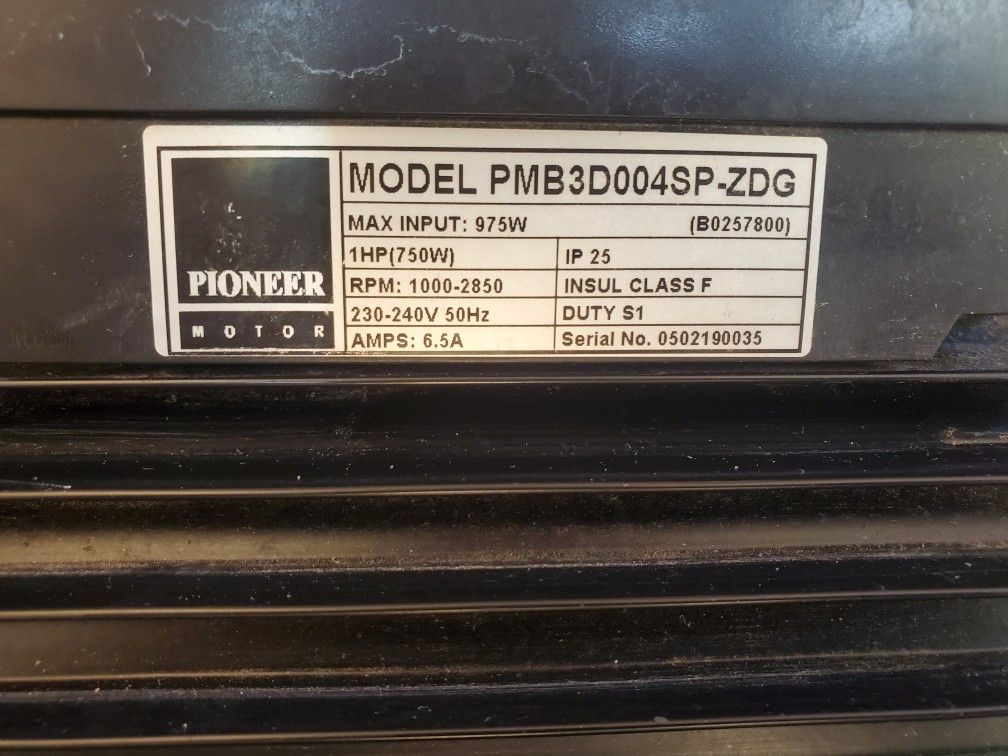 PIONEER
MOTOR
MODEL PMB3D004SP-ZDG
MAX INPUT: 975W (B0257800)
1HP(750W) IP 25
RPM: 1000-2850 INSUL CLASS F
230-240V 50Hz DUTY S1
AMPS: 6.5A Serial No. 0502190035